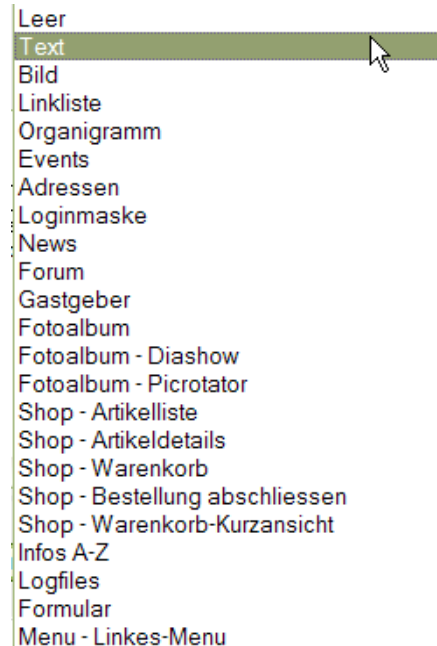 Leer
Text
Bild
Linkliste
Organigramm
Events
Adressen
Loginmaske
News
Forum
Gastgeber
Fotoalbum
Fotoalbum - Diashow
Fotoalbum - Picrotator
Shop - Artikelliste
Shop - Artikeldetails
Shop - Warenkorb
Shop - Bestellung abschliessen
Shop - Warenkorb-Kurzansicht
Infos A-Z
Logfiles
Formular
Menu - Linkes-Menu